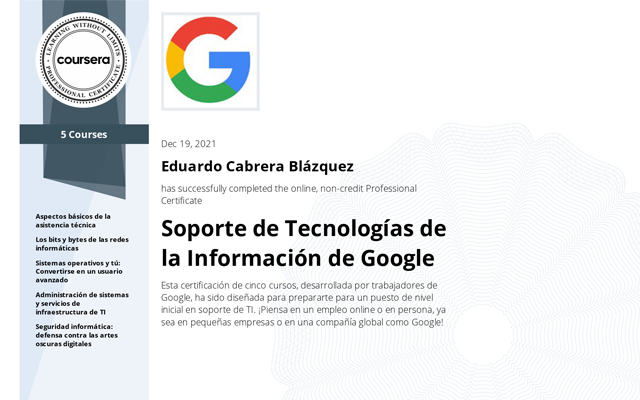 LEARNING WITHOUT LIMITS
coursera
PROFESSIONAL CERTIFICATE
5 Courses
Aspectos básicos de la
asistencia técnica
Los bits y bytes de las redes
informáticas
Sistemas operativos y tú:
Convertirse en un usuario
avanzado
Administración de sistemas
y servicios de
infraestructura de TI
Seguridad informática:
defensa contra las artes
oscuras digitales
Dec 19, 2021
Eduardo Cabrera Blázquez
has successfully completed the online, non-credit Professional
Certificate
Soporte de Tecnologías de
la Información de Google
Esta certificación de cinco cursos, desarrollada por trabajadores de
Google, ha sido diseñada para prepararte para un puesto de nivel
inicial en soporte de TI. ¡Piensa en un empleo online o en persona, ya
sea en pequeñas empresas o en una compañía global como Google!